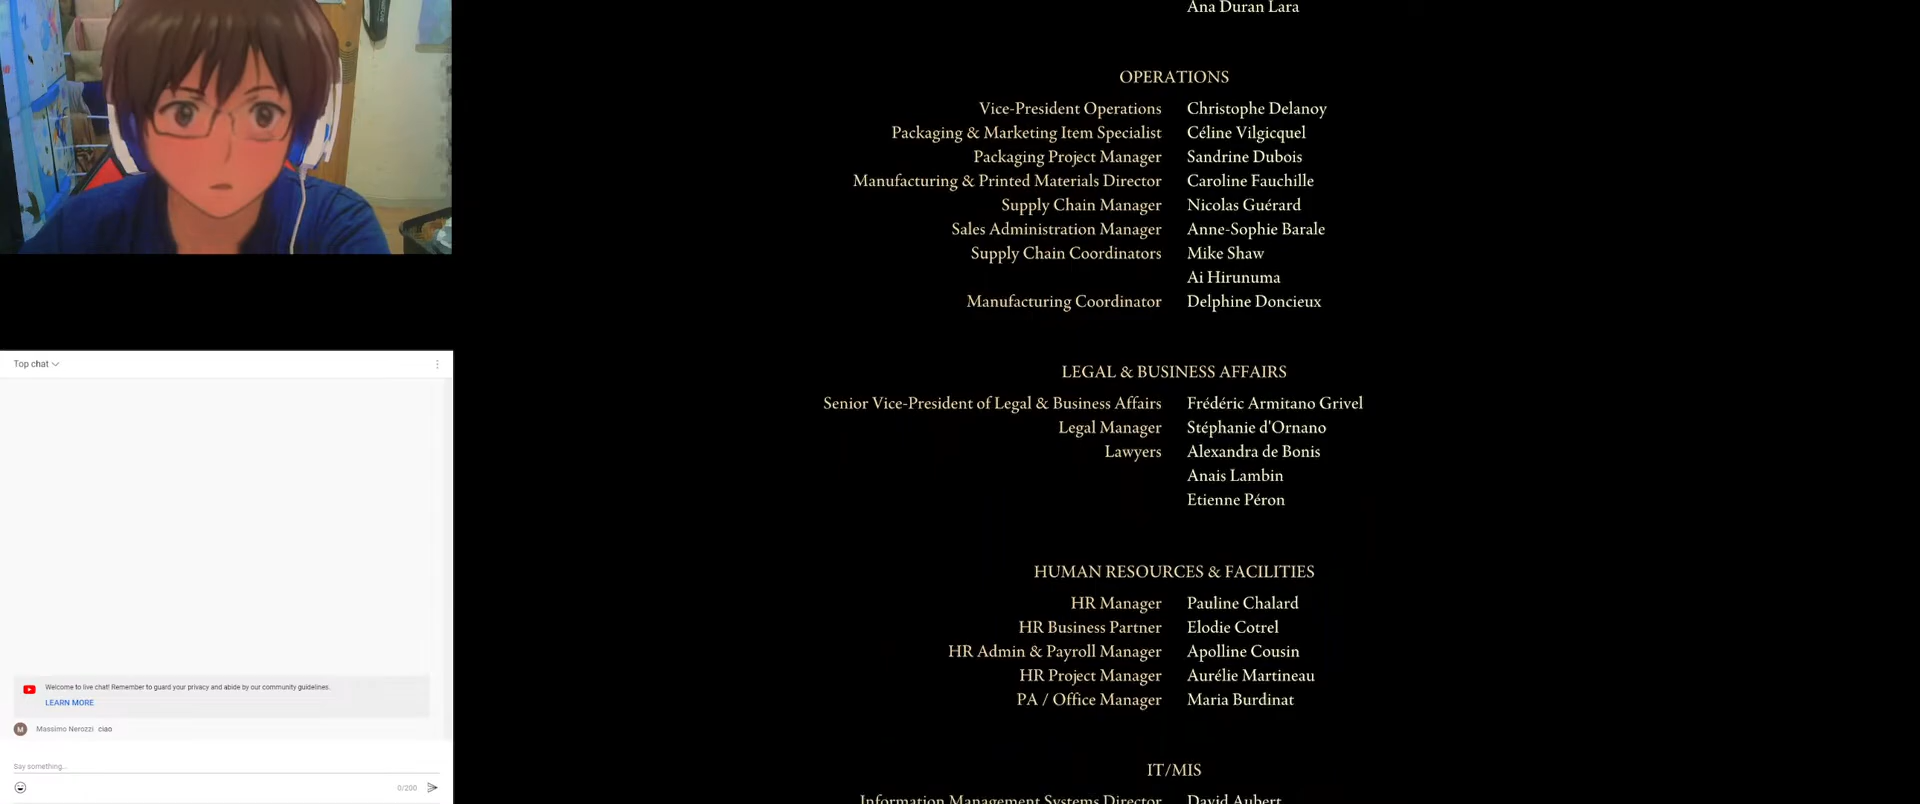 Ana Duran Lara
OPERATIONS
Vice-President Operations Christophe Delanoy
Packaging & Marketing Item Specialist Céline Vilgicquel
Packaging Project Manager Sandrine Dubois
Manufacturing & Printed Materials Director Caroline Fauchille
Supply Chain Manager Nicolas Guérard
Sales Administration Manager Anne-Sophie Barale
Supply Chain Coordinators Mike Shaw
Ai Hirunuma
Manufacturing Coordinator Delphine Doncieux
LEGAL & BUSINESS AFFAIRS
Senior Vice-President of Legal & Business Affairs Frédéric Armitano Grivel
Legal Manager Stéphanie d'Ornano
Lawyers Alexandra de Bonis
Anais Lambin
Etienne Péron
HUMAN RESOURCES & FACILITIES
HR Manager Pauline Chalard
HR Business Partner Elodie Cotrel
HR Admin & Payroll Manager Apolline Cousin
HR Project Manager Aurélie Martineau
PA / Office Manager Maria Burdinat
IT/MIS
Information Management Systems Director David Aubert
Top chat
Welcome to live chat! Remember to guard your privacy and abide by our community guidelines.
LEARN MORE
M Massimo Nerozzi ciao
Say something...
0/200